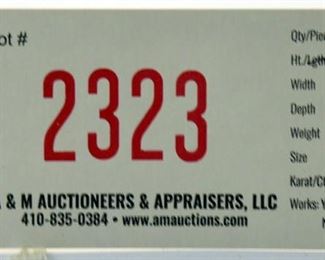 ot #
2323
& M AUCTIONEERS & APPRAISERS, LLC
410-835-0384 • www.amauctions.com
Qty/Pie
Ht./Lgth
Width
Depth
Weight
Size
Karat/C
Works: Y